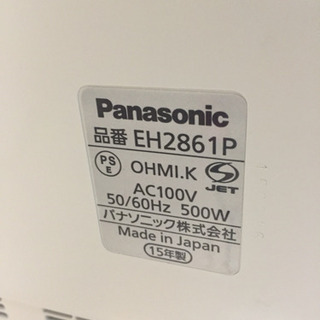 Panasonic
品番 EH2861P
PS E OHMI.K JET
AC100V
50/60Hz 500W
パナソニック株式会社
Made in Japan
15年製